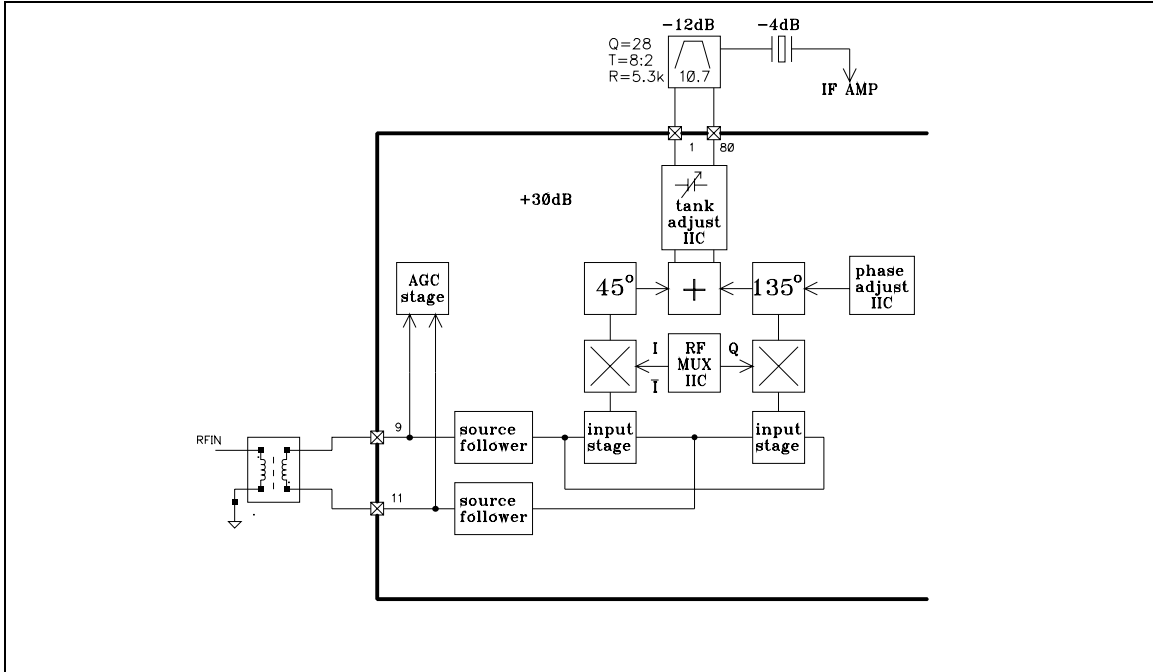 -12dB
-4dB
Q=28
T=8:2
R=5.3k
10.7
IF AMP
1
80
+30dB
tank
adjust
IIC
AGC
stage
45°
+
135°
phase
adjust
IIC
I
RF
MUX
IIC
Q
Ī
9
source
follower
input
stage
input
stage
RFIN
11
source
follower